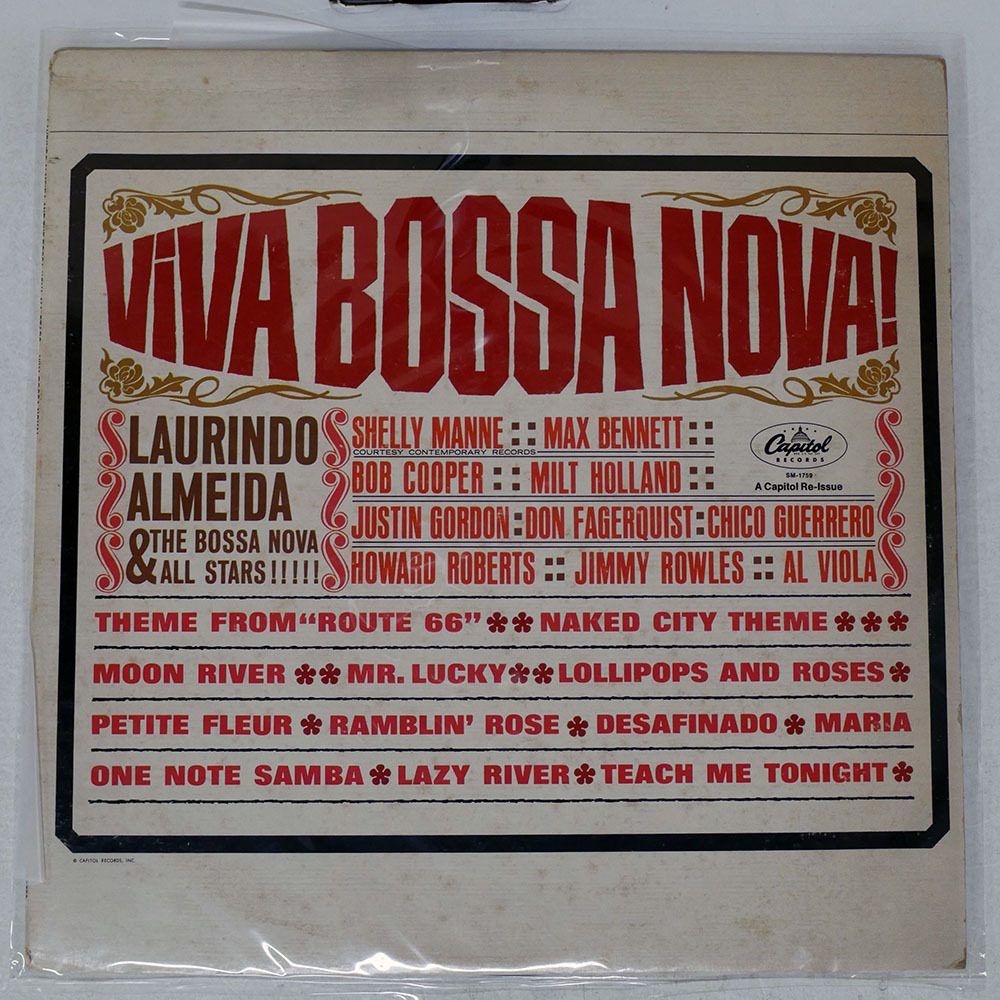 ViVA BOSSA NOVA!
LAURINDO
ALMEIDA
& THE BOSSA NOVA
ALL STARS!!!!!
SHELLY MANNE :: MAX BENNETT ::
COURTESY CONTEMPORARY RECORDS
BOB COOPER :: MILT HOLLAND ::
JUSTIN GORDON : DON FAGERQUIST : CHICO GUERRERO
HOWARD ROBERTS :: JIMMY ROWLES :: AL VIOLA
Capitol
RECORDS
SM-1759
A Capitol Re-Issue
THEME FROM "ROUTE 66" NAKED CITY THEME
MOON RIVER MR. LUCKY LOLLIPOPS AND ROSES
PETITE FLEUR RAMBLIN' ROSE DESAFINADO MARIA
ONE NOTE SAMBA LAZY RIVER TEACH ME TONIGHT
© CAPITOL RECORDS, INC.